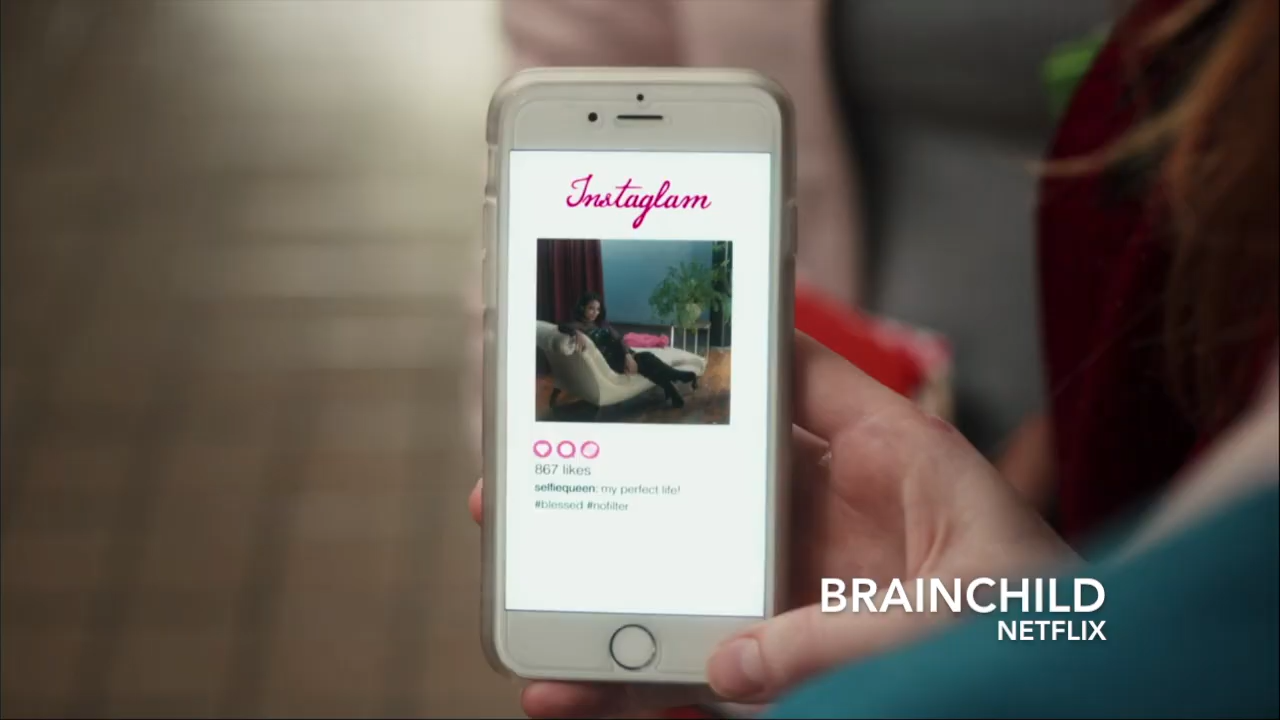 Instaglam
867 likes
selfiequeen: my perfect life!
#blessed #nofilter
BRAINCHILD
NETFLIX